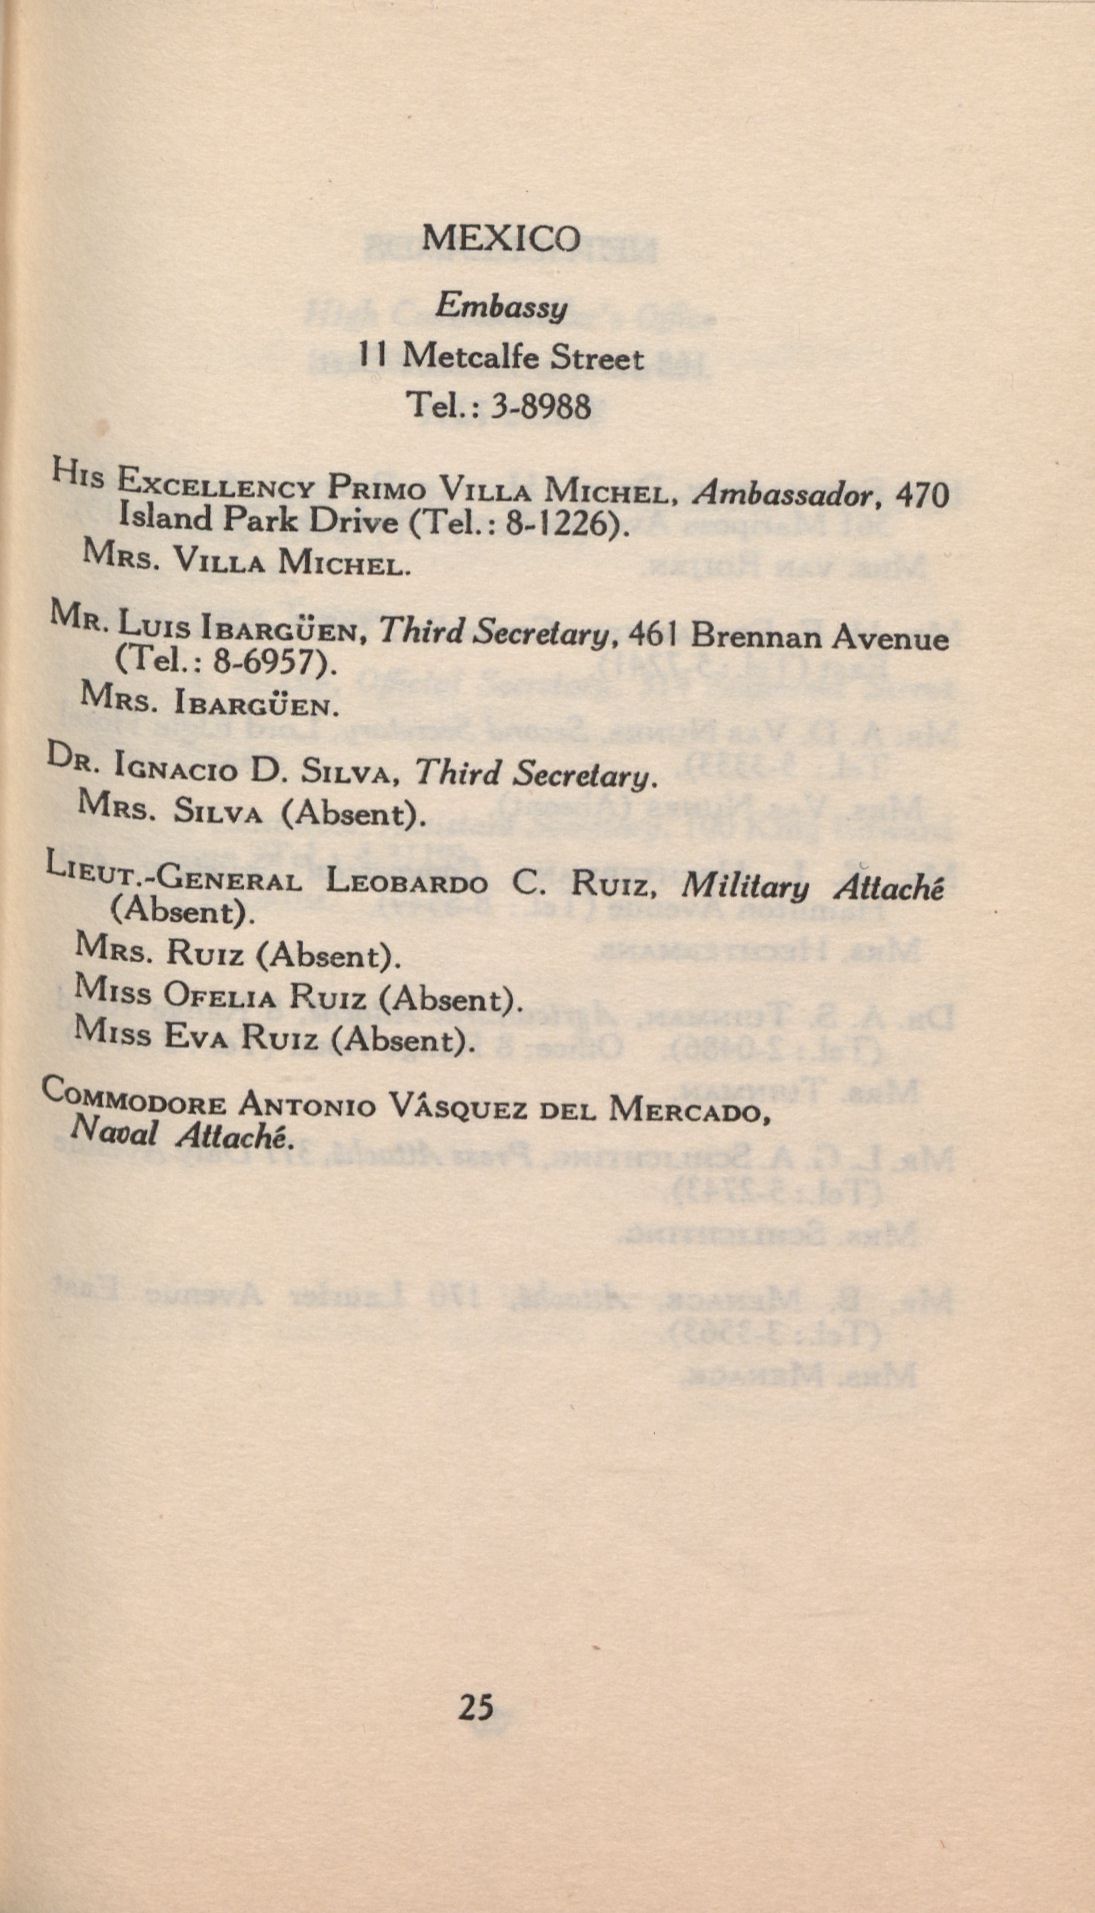 MEXICO
Embassy
11 Metcalfe Street
Tel.: 3-8988
HIS EXCELLENCY PRIMO VILLA MICHEL, Ambassador, 470
Island Park Drive (Tel.: 8-1226).
MRS. VILLA MICHEL.
MR. LUIS IBARGÜEN, Third Secretary, 461 Brennan Avenue
(Tel.: 8-6957).
MRS. IBARGÜEN.
DR. IGNACIO D. SILVA, Third Secretary.
MRS. SILVA (Absent).
LIEUT.-GENERAL LEOBARDO C. RUIZ, Military Attaché
(Absent).
MRS. RUIZ (Absent).
MISS OFELIA RUIZ (Absent).
MISS EVA RUIZ (Absent).
COMMODORE ANTONIO VÂSQUEZ DEL MERCADO,
Naval Attaché.
25